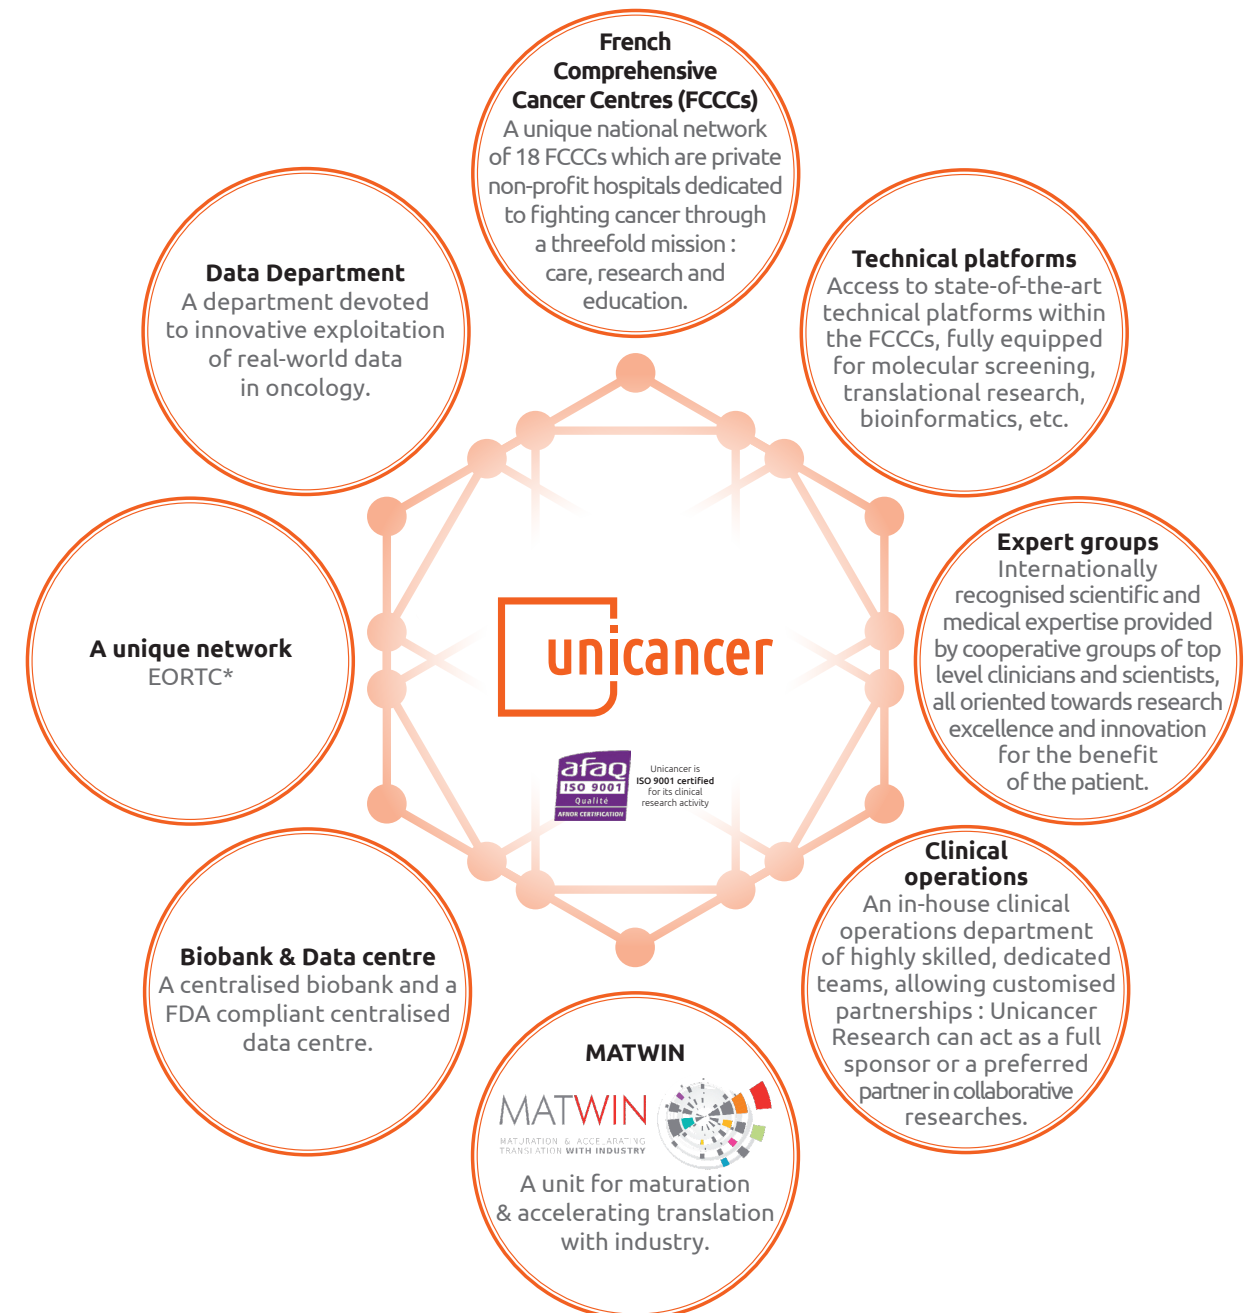 French
Comprehensive
Cancer Centres (FCCCs)
A unique national network
of 18 FCCCs which are private
non-profit hospitals dedicated
to fighting cancer through
a threefold mission :
care, research and
education.
Technical platforms
Access to state-of-the-art
technical platforms within
the FCCCs, fully equipped
for molecular screening,
translational research,
bioinformatics, etc.
Expert groups
Internationally
recognised scientific and
medical expertise provided
by cooperative groups of top
level clinicians and scientists,
all oriented towards research
excellence and innovation
for the benefit
of the patient.
Clinical
operations
An in-house clinical
operations department
of highly skilled, dedicated
teams, allowing customised
partnerships : Unicancer
Research can act as a full
sponsor or a preferred
partner in collaborative
researches.
MATWIN
MATWIN
MATURATION & ACCELERATING
TRANSLATION WITH INDUSTRY
A unit for maturation
& accelerating translation
with industry.
Biobank & Data centre
A centralised biobank and a
FDA compliant centralised
data centre.
A unique network
EORTC*
Data Department
A department devoted
to innovative exploitation
of real-world data
in oncology.
unicancer
afaq
ISO 9001
Qualité
AFNOR CERTIFICATION
Unicancer is
ISO 9001 certified
for its clinical
research activity